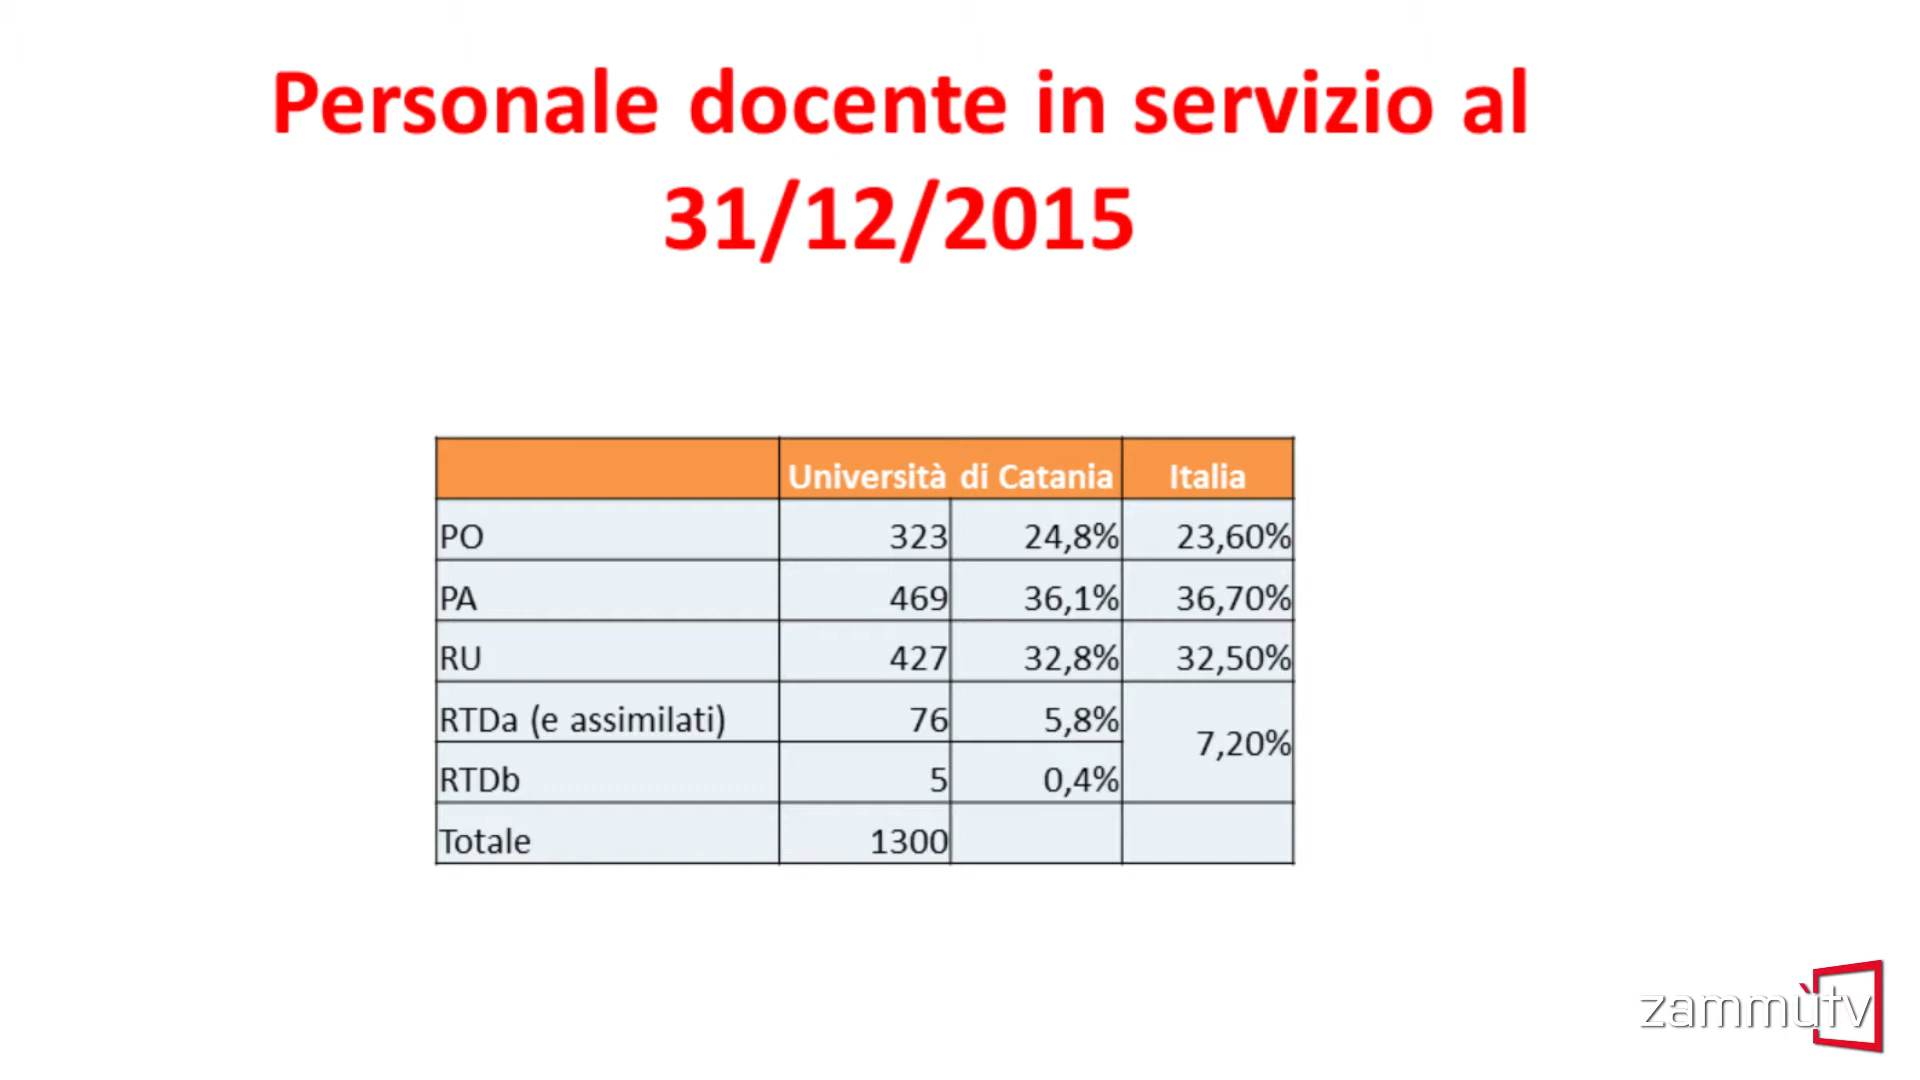 Personale docente in servizio al
31/12/2015
Università di Catania Italia
PO 323 24,8% 23,60%
PA 469 36,1% 36,70%
RU 427 32,8% 32,50%
RTDa (e assimilati) 76 5,8% 7,20%
RTDb 5 0,4%
Totale 1300
zammùtv